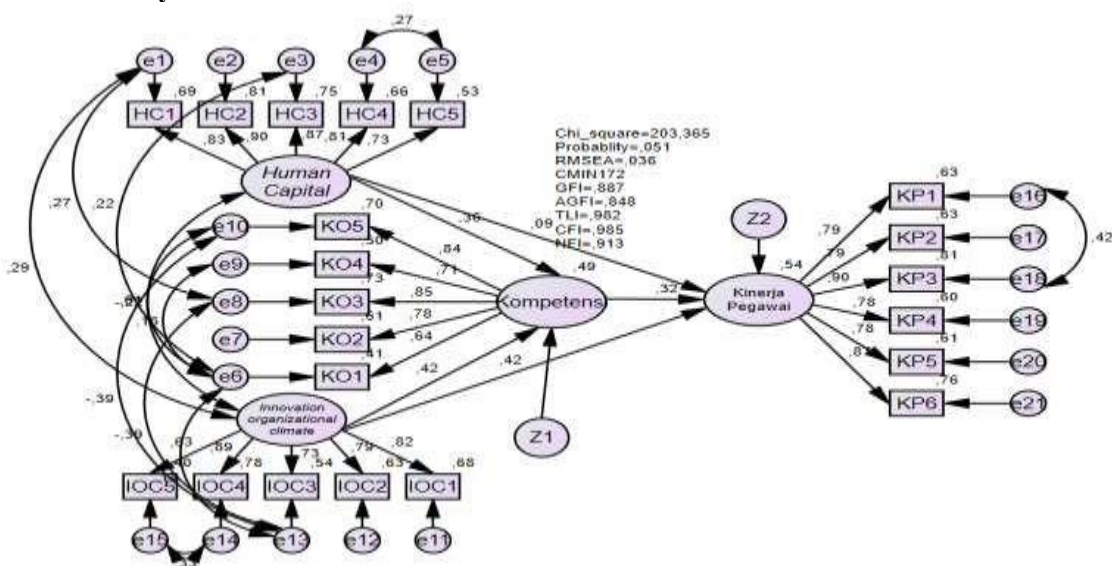 ,27
e1 e2 e3 e4 e5
,69 ,81 ,75 ,66 ,53
HC1 HC2 HC3 HC4 HC5
,83 ,90 ,87 ,81 ,73
Human
Capital
Chi_square=203,365
Probablity=,051
RMSEA=,036
CMIN172
GFI=,887
AGFI=,848
TLI=,982
CFI=,985
NFI=,913
,27 ,22
,29
,36 ,09
,70
e10 KO5
e9 KO4
,73
e8 KO3
e7 KO2
,41
e6 KO1
,84
,71
,85
,78
,64
,49
Kompetens
,32
,42 ,42
Z1
Z2
,54
Kinerja
Pegawai
,63
KP1 e16
,63
KP2 e17
,81
KP3 e18
,60
KP4 e19
,61
KP5 e20
,76
KP6 e21
,79
,79
,90
,78
,78
,42
-,39
Innovation
organizational
climate
,63 ,89 ,73 ,79 ,82
,78 ,54 ,63 ,68
IOC5 IOC4 IOC3 IOC2 IOC1
e15 e14 e13 e12 e11